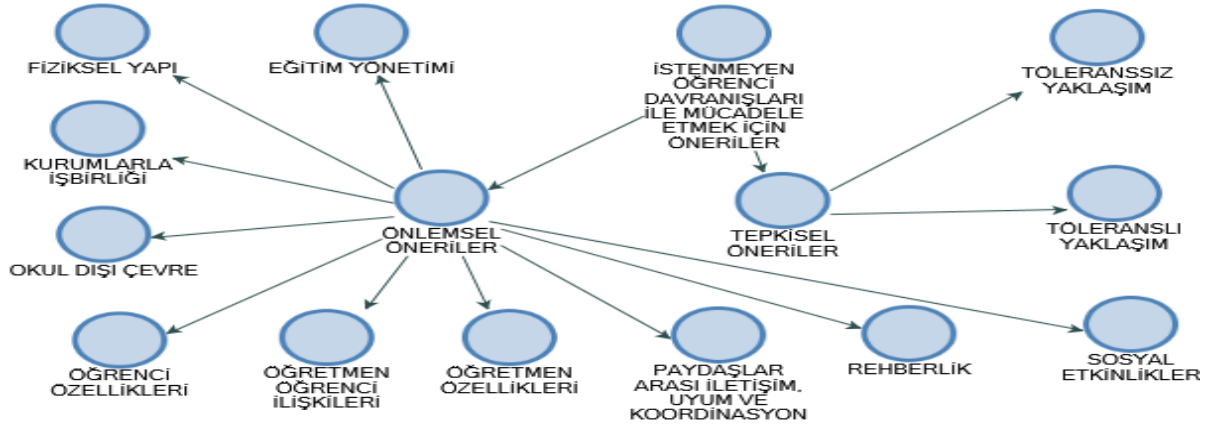 FİZİKSEL YAPI
EĞİTİM YÖNETİMİ
İSTENMEYEN
ÖĞRENCİ
DAVRANIŞLARI
İLE MÜCADELE
ETMEK İÇİN
ÖNERİLER
TÖLERANSSIZ
YAKLAŞIM
KURUMLARLA
İŞBİRLİĞİ
ÖNLEMSEL
ÖNERİLER
TEPKİSEL
ÖNERİLER
TÖLERANSLI
YAKLAŞIM
OKUL DIŞI ÇEVRE
ÖĞRENCİ
ÖZELLİKLERİ
ÖĞRETMEN
ÖĞRENCİ
İLİŞKİLERİ
ÖĞRETMEN
ÖZELLİKLERİ
PAYDAŞLAR
ARASI İLETİŞİM,
UYUM VE
KOORDİNASYON
REHBERLİK
SOSYAL
ETKİNLİKLER